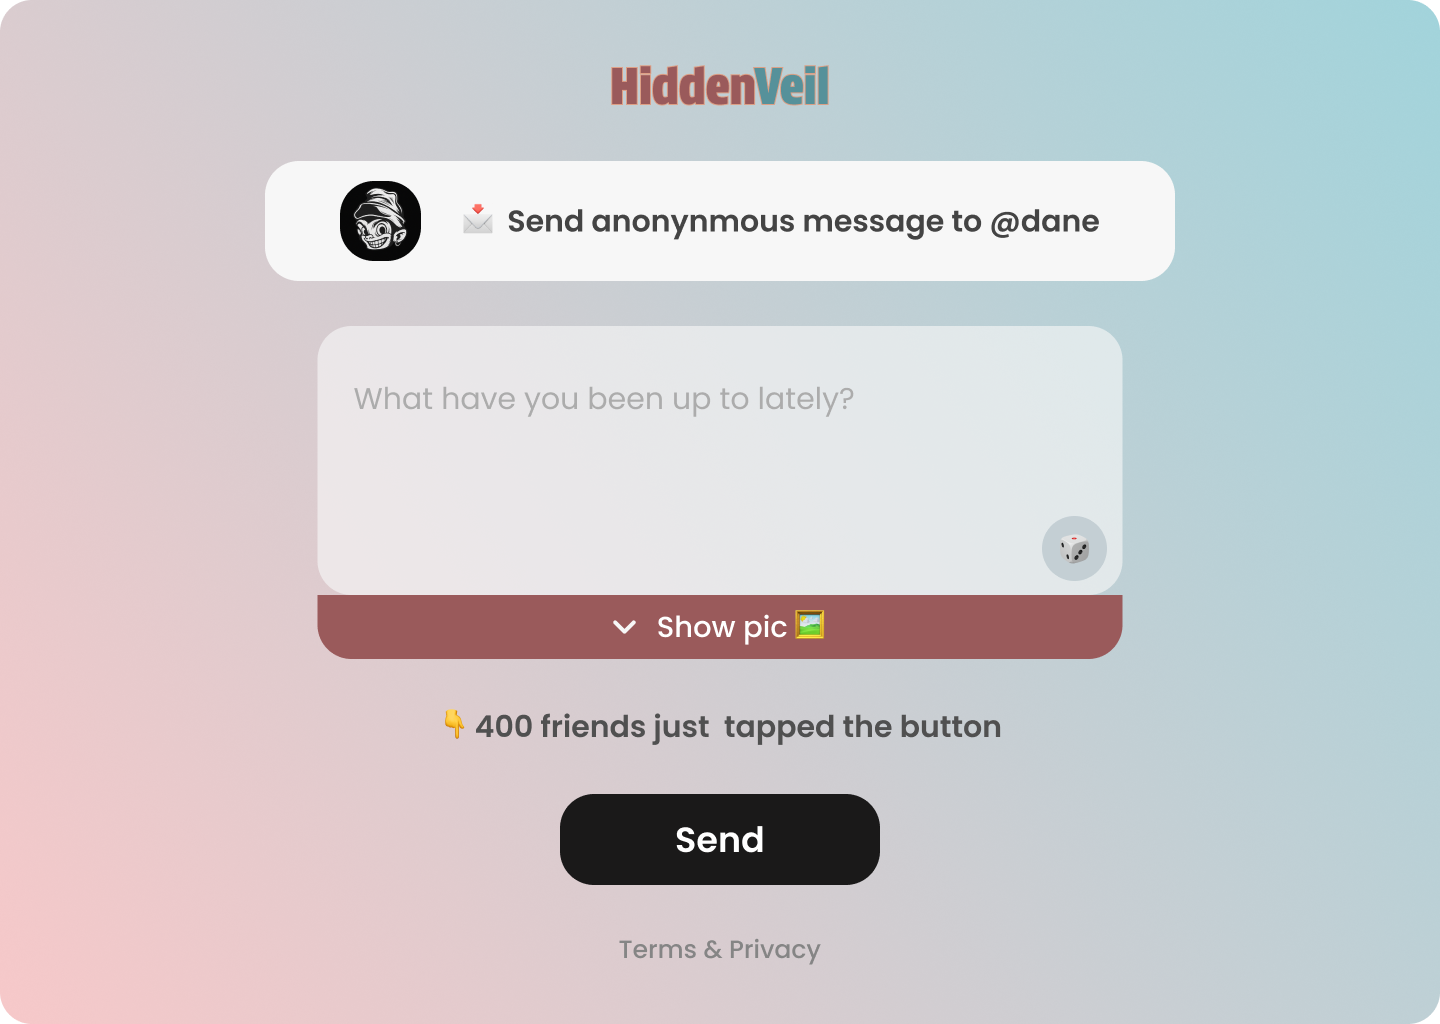 HiddenVeil
Send anonynmous message to @dane
What have you been up to lately?
Show pic
400 friends just  tapped the button
Send
Terms & Privacy